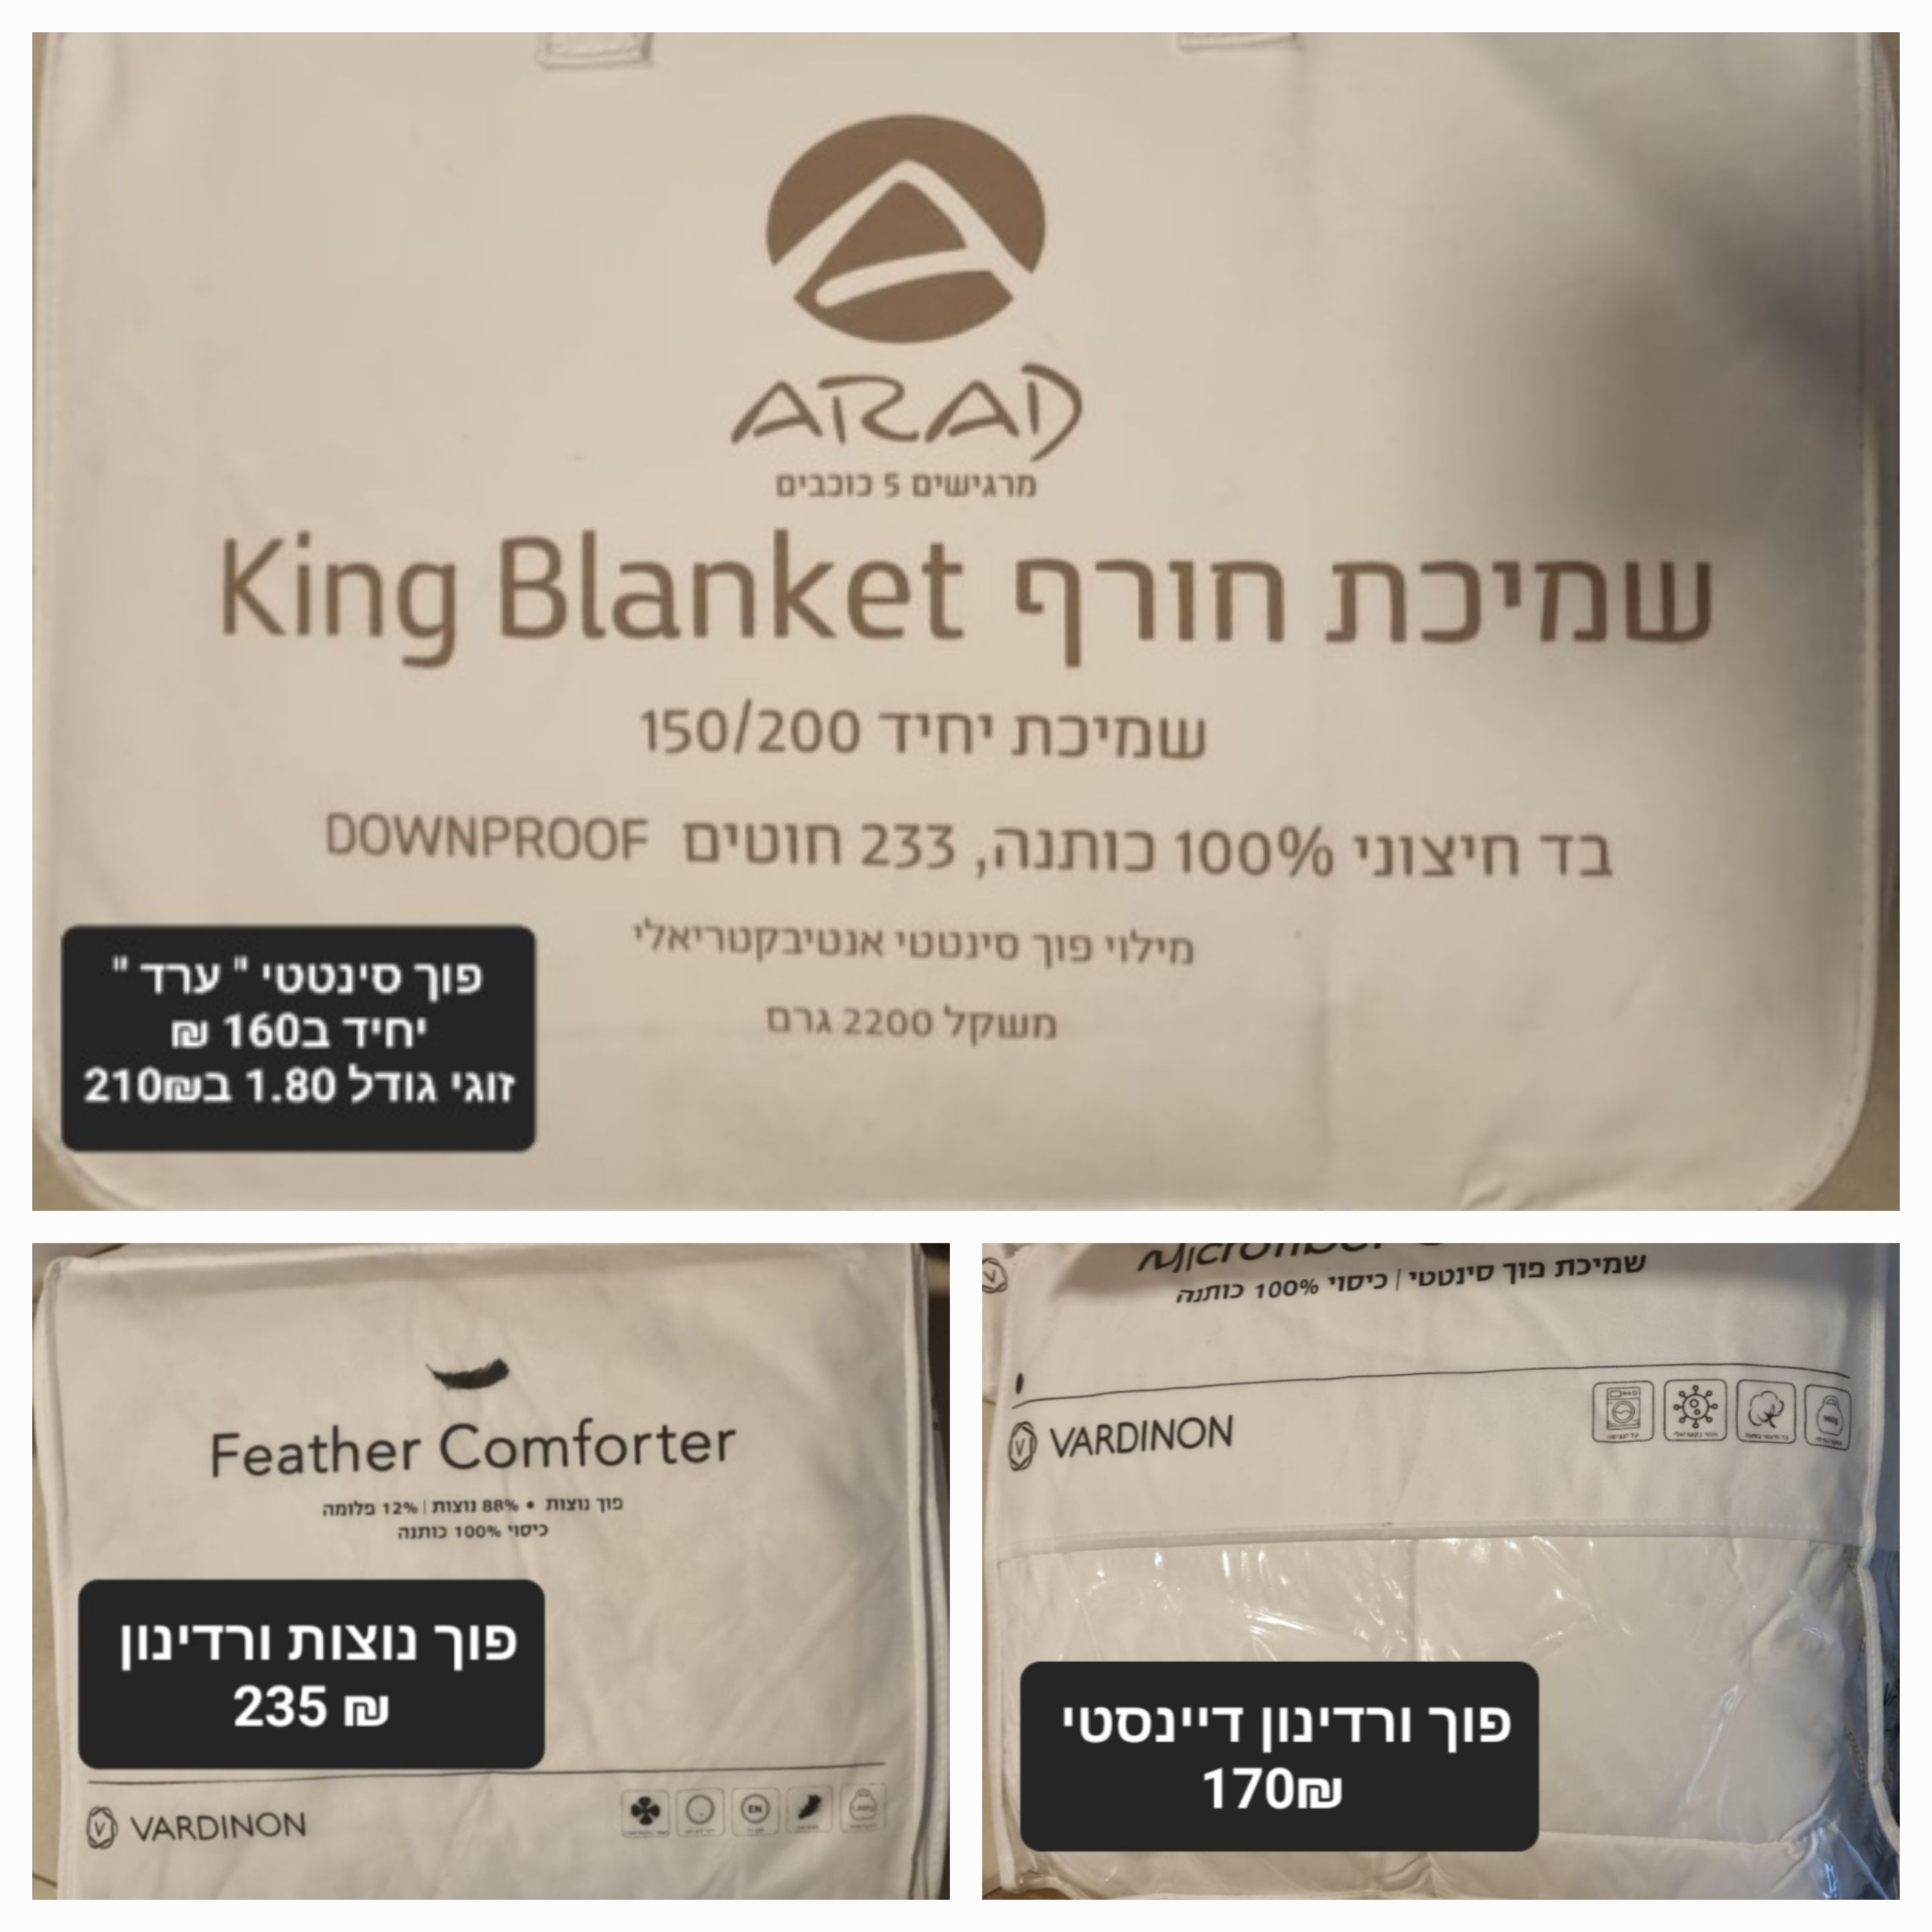 ARAD
מרגישים 5 כוכבים
שמיכת חורף King Blanket
שמיכת יחיד 150/200
בד חיצוני 100% כותנה, 233 חוטים DOWNPROOF
מילוי פוך סינטטי אנטיבקטריאלי
משקל 2200 גרם
פוך סינטטי " ערד "
יחיד ב160 ₪
זוגי גודל 1.80 ב210₪
Feather Comforter
פוך נוצות • 88% נוצות | 12% פלומה
כיסוי 100% כותנה
פוך נוצות ורדינון
235 ₪
VARDINON
EN
שמיכת פוך סינטטי | כיסוי 100% כותנה
VARDINON
פוך ורדינון דיינסטי
170₪